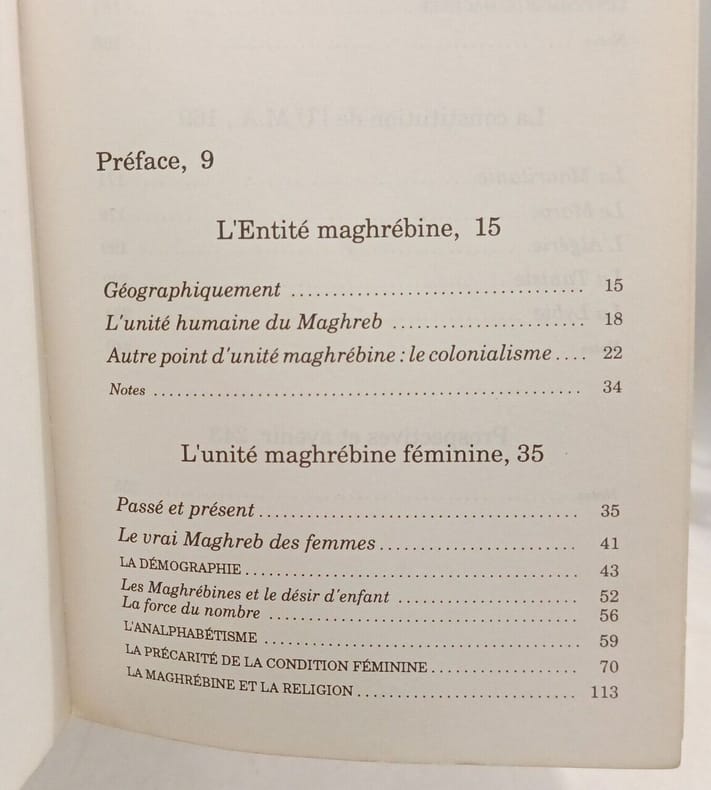 Préface, 9
L'Entité maghrébine, 15
Géographiquement ................................ 15
L'unité humaine du Maghreb ..................... 18
Autre point d'unité maghrébine : le colonialisme .... 22
Notes ............................................. 34
L'unité maghrébine féminine, 35
Passé et présent .................................. 35
Le vrai Maghreb des femmes ..................... 41
LA DÉMOGRAPHIE ................................... 43
Les Maghrébines et le désir d'enfant .................... 52
La force du nombre ................................ 56
L'ANALPHABÉTISME ................................ 59
LA PRÉCARITÉ DE LA CONDITION FÉMININE ............... 70
LA MAGHRÉBINE ET LA RELIGION ........................ 113